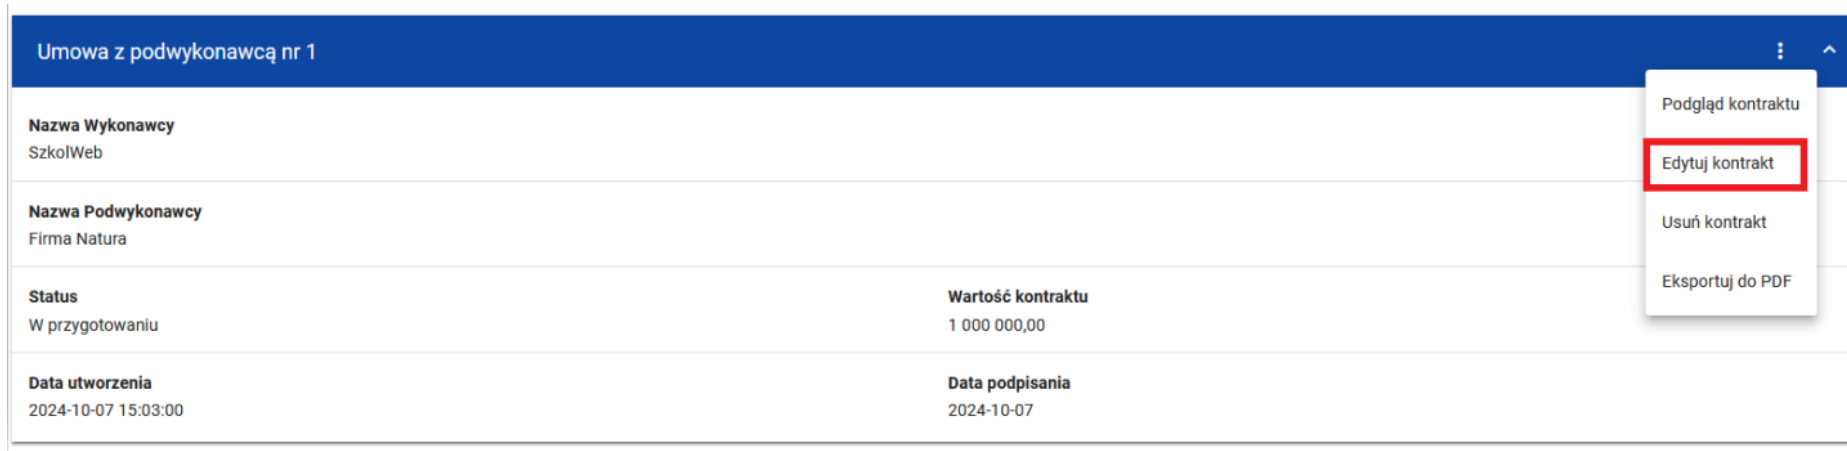 Umowa z podwykonawcą nr 1
Podgląd kontraktu
Edytuj kontrakt
Usuń kontrakt
Eksportuj do PDF
Nazwa Wykonawcy
SzkolWeb
Nazwa Podwykonawcy
Firma Natura
Status
W przygotowaniu
Wartość kontraktu
1 000 000,00
Data utworzenia
2024-10-07 15:03:00
Data podpisania
2024-10-07